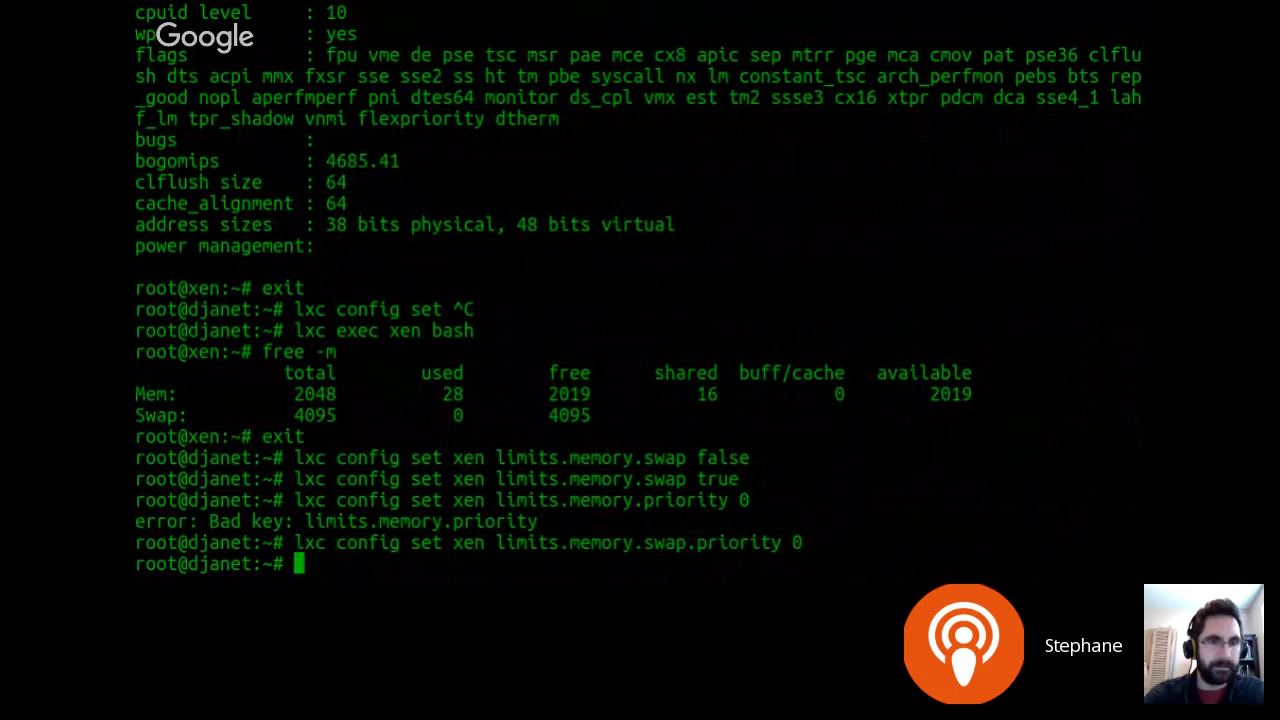 cpuid level : 10
wp : yes
Google
flags : fpu vme de pse tsc msr pae mce cx8 apic sep mtrr pge mca cmov pat pse36 clflu
sh dts acpi mmx fxsr sse sse2 ss ht tm pbe syscall nx lm constant_tsc arch_perfmon pebs bts rep
_good nopl aperfmperf pni dtes64 monitor ds_cpl vmx est tm2 ssse3 cx16 xtpr pdcm dca sse4_1 lah
f_lm tpr_shadow vnmi flexpriority dtherm
bugs :
bogomips : 4685.41
clflush size : 64
cache_alignment : 64
address sizes : 38 bits physical, 48 bits virtual
power management:
root@xen:~# exit
root@djanet:~# lxc config set ^C
root@djanet:~# lxc exec xen bash
root@xen:~# free -m
total used free shared buff/cache available
Mem: 2048 28 2019 16 0 2019
Swap: 4095 0 4095
root@xen:~# exit
root@djanet:~# lxc config set xen limits.memory.swap false
root@djanet:~# lxc config set xen limits.memory.swap true
root@djanet:~# lxc config set xen limits.memory.priority 0
error: Bad key: limits.memory.priority
root@djanet:~# lxc config set xen limits.memory.swap.priority 0
root@djanet:~#
Stephane